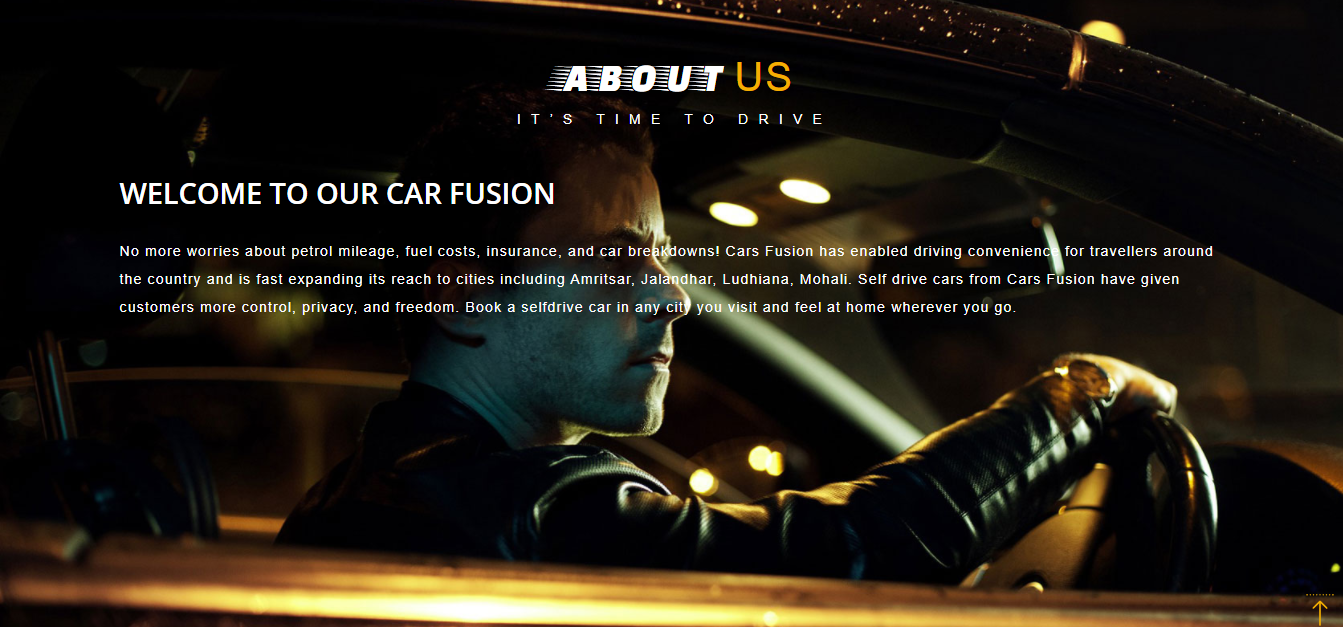 ABOUT US
IT'S TIME TO DRIVE
WELCOME TO OUR CAR FUSION
No more worries about petrol mileage, fuel costs, insurance, and car breakdowns! Cars Fusion has enabled driving convenience for travellers around
the country and is fast expanding its reach to cities including Amritsar, Jalandhar, Ludhiana, Mohali. Self drive cars from Cars Fusion have given
customers more control, privacy, and freedom. Book a selfdrive car in any city you visit and feel at home wherever you go.